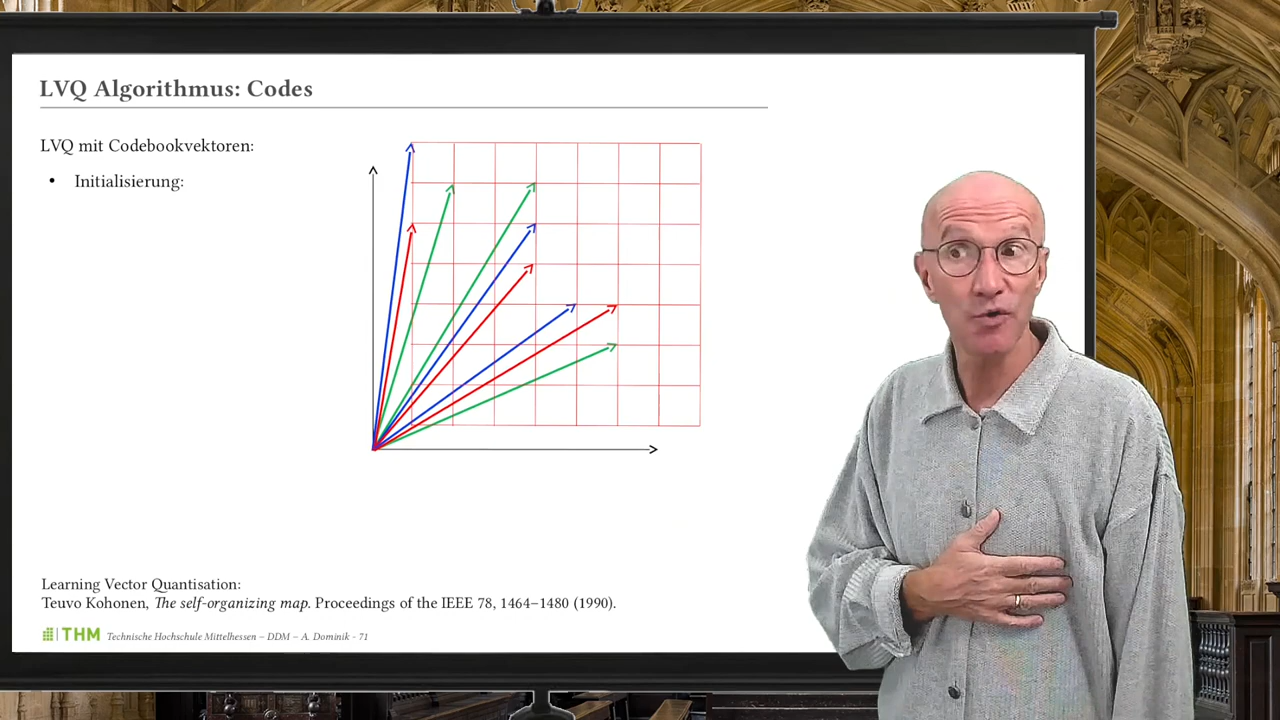 LVQ Algorithmus: Codes
LVQ mit Codebookvektoren:
• Initialisierung:
Learning Vector Quantisation:
Teuvo Kohonen, The self-organizing map. Proceedings of the IEEE 78, 1464–1480 (1990).
THM Technische Hochschule Mittelhessen – DDM – A. Dominik - 71